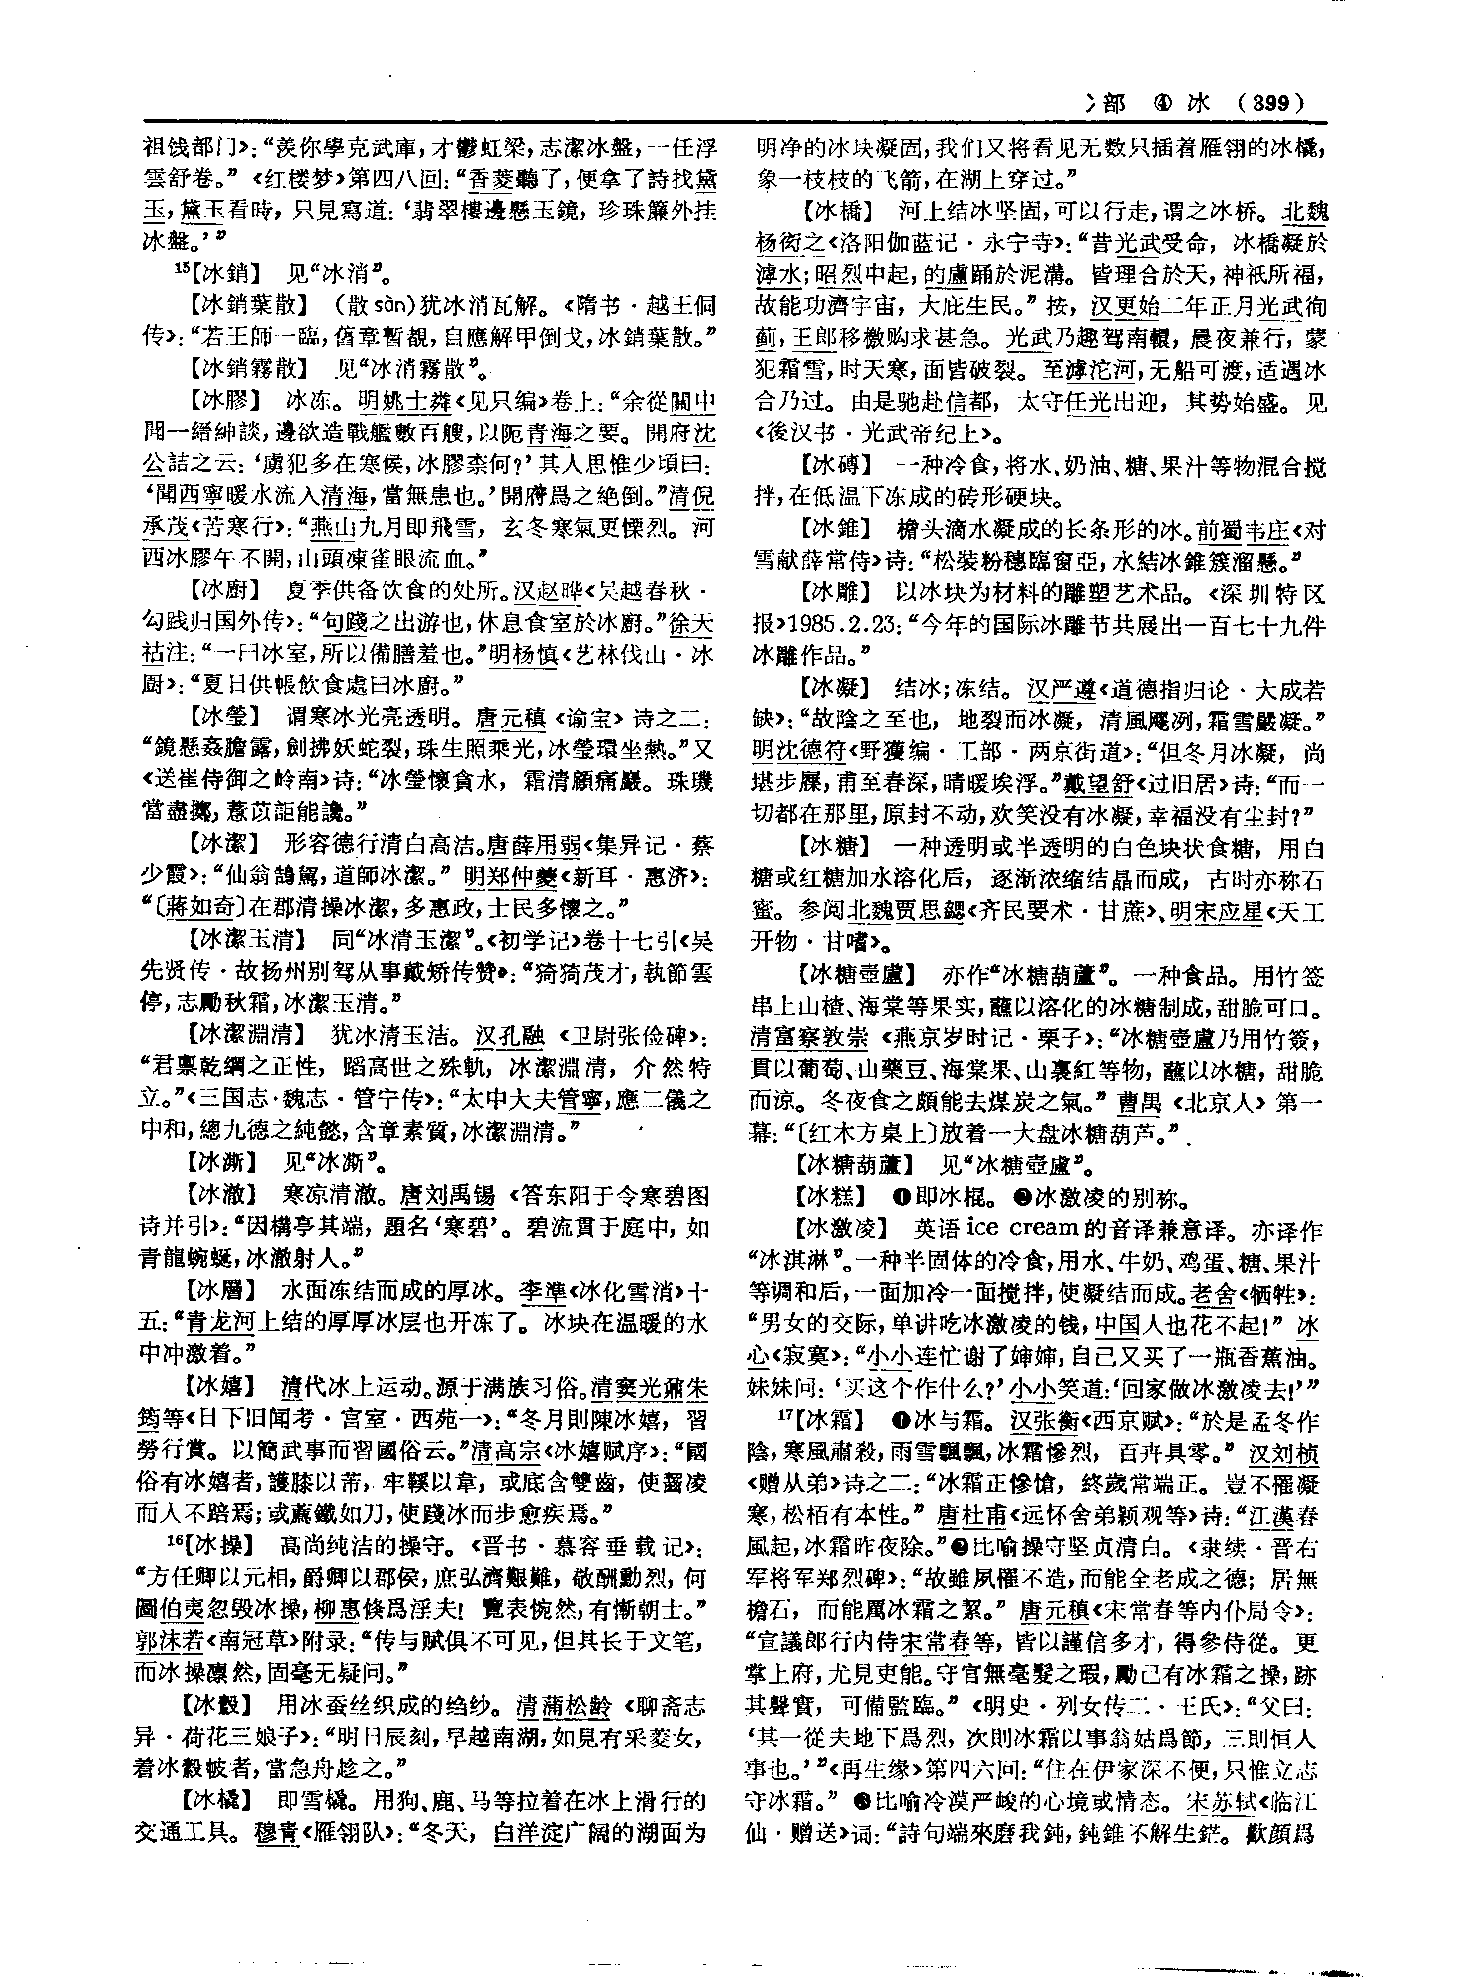 冫部 ④ 冰 (399)
祖饯部门》：“羨你學克武庫，才鬱虹梁，志潔冰盤，一任浮
雲舒卷。”《红楼梦》第四八回：“香菱聽了，便拿了詩找黛
玉，黛玉看時，只見寫道：‘翡翠樓邊懸玉鏡，珍珠簾外挂
冰盤。’”
15【冰銷】 见“冰消”。
【冰銷葉散】 （散sàn）犹冰消瓦解。《隋书·越王侗
传》：“若王師一臨，舊章暫覩，自應解甲倒戈，冰銷葉散。”
【冰銷霧散】 见“冰消霧散”。
【冰膠】 冰冻。明姚士粦《见只编》卷上：“余從關中
聞一縉紳談，邊欲造戰艦數百艘，以阨青海之要。開府沈
公詰之云：‘虜犯多在寒侯，冰膠柰何？’其人思惟少頃曰：
‘聞西寧暖水流入清海，當無患也。’開府爲之绝倒。”清倪
承茂《苦寒行》：“燕山九月即飛雪，玄冬寒氣更慄烈。河
西冰膠午不開，山頭凍雀眼流血。”
【冰廚】 夏季供备饮食的处所。汉赵晔《吴越春秋·
勾践归国外传》：“句踐之出游也，休息食室於冰廚。”徐天
祜注：“一曰冰室，所以備膳羞也。”明杨慎《艺林伐山·冰
厨》：“夏日供帳飲食處曰冰廚。”
【冰瑩】 谓寒冰光亮透明。唐元稹《谕宝》诗之二：
“鏡懸姦膽露，劍拂妖蛇裂，珠生照乘光，冰瑩環坐熱。”又
《送崔侍御之岭南》诗：“冰瑩懷貪水，霜清顧痛巖。珠璣
當盡擲，薏苡詎能讒。”
【冰潔】 形容德行清白高洁。唐薛用弱《集异记·蔡
少霞》：“仙翁鵠駕，道師冰潔。”明郑仲夔《新耳·惠济》：
“〔蔣如奇〕在郡清操冰潔，多惠政，士民多懷之。”
【冰潔玉清】 同“冰清玉潔”。《初学记》卷十七引《吴
先贤传·故扬州别驾从事戴矫传赞》：“猗猗茂才，執節雲
停，志勵秋霜，冰潔玉清。”
【冰潔淵清】 犹冰清玉洁。汉孔融《卫尉张俭碑》：
“君禀乾綱之正性，蹈高世之殊軌，冰潔淵清，介然特
立。”《三国志·魏志·管宁传》：“太中大夫管寧，應二儀之
中和，總九德之純懿，含章素質，冰潔淵清。”
【冰澌】 见“冰凘”。
【冰澈】 寒凉清澈。唐刘禹锡《答东阳于令寒碧图
诗并引》：“因構亭其端，題名‘寒碧’。碧流貫于庭中，如
青龍蜿蜒，冰澈射人。”
【冰層】 水面冻结而成的厚冰。李準《冰化雪消》十
五：“青龙河上结的厚厚冰层也开冻了。冰块在温暖的水
中冲激着。”
【冰嬉】 清代冰上运动。源于满族习俗。清窦光鼐朱
筠等《日下旧闻考·宫室·西苑一》：“冬月則陳冰嬉，習
勞行賞。以簡武事而習國俗云。”清高宗《冰嬉赋序》：“國
俗有冰嬉者，護膝以芾，牢鞵以韋，或底含雙齒，使齧凌
而人不踣焉；或薦鐵如刀，使踐冰而步愈疾焉。”
16【冰操】 高尚纯洁的操守。《晋书·慕容垂载记》：
“方任卿以元相，爵卿以郡侯，庶弘濟艱難，敬酬勳烈，何
圖伯夷忽毁冰操，柳惠倏爲淫夫！覽表惋然，有慚朝士。”
郭沫若《南冠草》附录：“传与赋俱不可见，但其长于文笔，
而冰操凛然，固毫无疑问。”
【冰縠】 用冰蚕丝织成的绉纱。清蒲松龄《聊斋志
异·荷花三娘子》：“明日辰刻，早越南湖，如見有采菱女，
着冰縠帔者，當急舟趁之。”
【冰橇】 即雪橇。用狗、鹿、马等拉着在冰上滑行的
交通工具。穆青《雁翎队》：“冬天，白洋淀广阔的湖面为
明净的冰块凝固，我们又将看见无数只插着雁翎的冰橇，
象一枝枝的飞箭，在湖上穿过。”
【冰橋】 河上结冰坚固，可以行走，谓之冰桥。北魏
杨衒之《洛阳伽蓝记·永宁寺》：“昔光武受命，冰橋凝於
滹水；昭烈中起，的盧踊於泥溝。皆理合於天，神祇所福，
故能功濟宇宙，大庇生民。”按，汉更始二年正月光武徇
蓟，王郎移檄购求甚急。光武乃趣驾南轅，晨夜兼行，蒙
犯霜雪，时天寒，面皆破裂。至滹沱河，无船可渡，适遇冰
合乃过。由是驰赴信都，太守任光出迎，其势始盛。见
《後汉书·光武帝纪上》。
【冰磚】 一种冷食，将水、奶油、糖、果汁等物混合搅
拌，在低温下冻成的砖形硬块。
【冰錐】 檐头滴水凝成的长条形的冰。前蜀韦庄《对
雪献薛常侍》诗：“松装粉穗臨窗亞，水結冰錐簇溜懸。”
【冰雕】 以冰块为材料的雕塑艺术品。《深圳特区
报》1985.2.23：“今年的国际冰雕节共展出一百七十九件
冰雕作品。”
【冰凝】 结冰；冻结。汉严遵《道德指归论·大成若
缺》：“故陰之至也，地裂而冰凝，清風飂冽，霜雪嚴凝。”
明沈德符《野獲编·工部·两京街道》：“但冬月冰凝，尚
堪步屧，甫至春深，晴暖埃浮。”戴望舒《过旧居》诗：“而一
切都在那里，原封不动，欢笑没有冰凝，幸福没有尘封？”
【冰糖】 一种透明或半透明的白色块状食糖，用白
糖或红糖加水溶化后，逐渐浓缩结晶而成，古时亦称石
蜜。参阅北魏贾思勰《齐民要术·甘蔗》、明宋应星《天工
开物·甘嗜》。
【冰糖壺盧】 亦作“冰糖葫蘆”。一种食品。用竹签
串上山楂、海棠等果实，蘸以溶化的冰糖制成，甜脆可口。
清富察敦崇《燕京岁时记·栗子》：“冰糖壺盧乃用竹簽，
貫以葡萄、山藥豆、海棠果、山裏紅等物，蘸以冰糖，甜脆
而凉。冬夜食之頗能去煤炭之氣。”曹禺《北京人》第一
幕：“〔红木方桌上〕放着一大盘冰糖葫芦。”
【冰糖葫蘆】 见“冰糖壺盧”。
【冰糕】 ❶即冰棍。❷冰激凌的别称。
【冰激凌】 英语ice cream的音译兼意译。亦译作
“冰淇淋”。一种半固体的冷食，用水、牛奶、鸡蛋、糖、果汁
等调和后，一面加冷一面搅拌，使凝结而成。老舍《牺牲》：
“男女的交际，单讲吃冰激凌的钱，中国人也花不起！”冰
心《寂寞》：“小小连忙谢了婶婶，自己又买了一瓶香蕉油。
妹妹问：‘买这个作什么？’小小笑道：‘回家做冰激凌去！’”
17【冰霜】 ❶冰与霜。汉张衡《西京赋》：“於是孟冬作
陰，寒風肅殺，雨雪飄飄，冰霜慘烈，百卉具零。”汉刘桢
《赠从弟》诗之二：“冰霜正慘愴，終歲常端正。豈不罹凝
寒，松栢有本性。”唐杜甫《远怀舍弟颖观等》诗：“江漢春
風起，冰霜昨夜除。”❷比喻操守坚贞清白。《隶续·晋右
军将军郑烈碑》：“故雖夙罹不造，而能全老成之德；居無
檐石，而能厲冰霜之絜。”唐元稹《宋常春等内仆局令》：
“宣議郎行内侍宋常春等，皆以謹信多才，得參侍從。更
掌上府，尤見吏能。守官無毫髮之瑕，勵己有冰霜之操，跡
其聲實，可備監臨。”《明史·列女传二·王氏》：“父曰：
‘其一從夫地下爲烈，次則冰霜以事翁姑爲節，三則恒人
事也。’”《再生缘》第四六回：“住在伊家深不便，只惟立志
守冰霜。”❸比喻冷漠严峻的心境或情态。宋苏轼《临江
仙·赠送》词：“詩句端來磨我鈍，鈍錐不解生鋩。歡顔爲